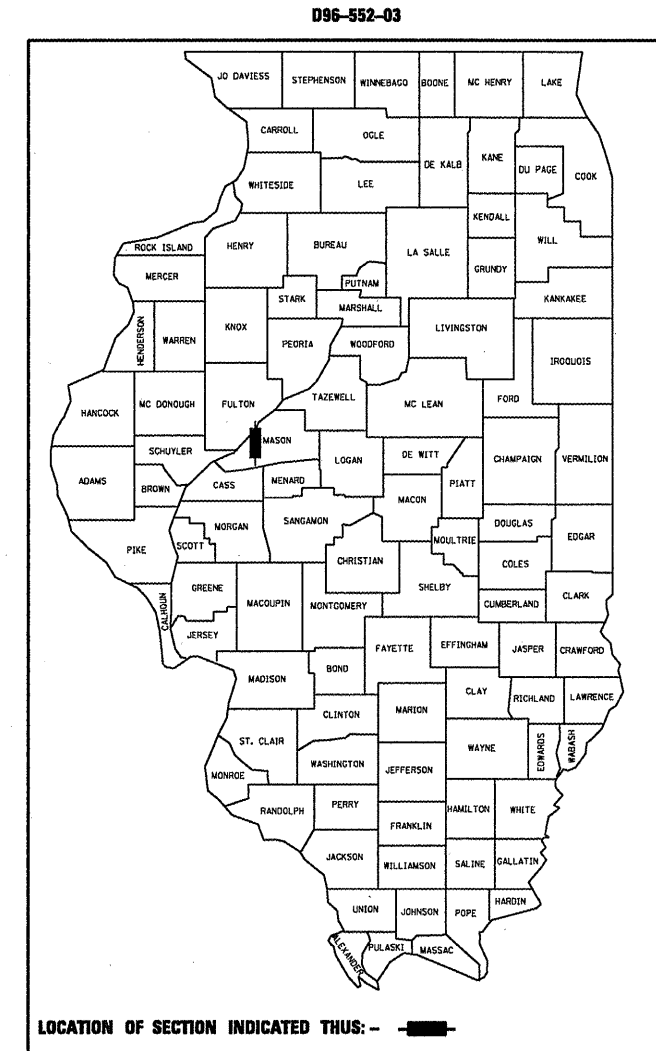 D96-552-03
JO DAVIESS STEPHENSON WINNEBAGO BOONE MC HENRY LAKE
CARROLL OGLE DE KALB KANE DU PAGE COOK
WHITESIDE LEE
KENDALL WILL
ROCK ISLAND HENRY BUREAU LA SALLE GRUNDY
MERCER PUTNAM KANKAKEE
STARK MARSHALL
HENDERSON WARREN KNOX PEORIA WOODFORD LIVINGSTON IROQUOIS
HANCOCK MC DONOUGH FULTON TAZEWELL MC LEAN FORD
MASON
SCHUYLER LOGAN DE WITT CHAMPAIGN VERMILION
ADAMS BROWN CASS MENARD PIATT
MACON
MORGAN SANGAMON DOUGLAS EDGAR
PIKE SCOTT CHRISTIAN MOULTRIE COLES
GREENE MACOUPIN MONTGOMERY SHELBY CUMBERLAND CLARK
CALHOUN JERSEY
FAYETTE EFFINGHAM JASPER CRAWFORD
MADISON BOND
CLAY RICHLAND LAWRENCE
CLINTON MARION
ST. CLAIR WAYNE EDWARDS WABASH
MONROE WASHINGTON JEFFERSON
RANDOLPH PERRY HAMILTON WHITE
FRANKLIN
JACKSON WILLIAMSON SALINE GALLATIN
UNION JOHNSON POPE HARDIN
ALEXANDER PULASKI MASSAC
LOCATION OF SECTION INDICATED THUS: -